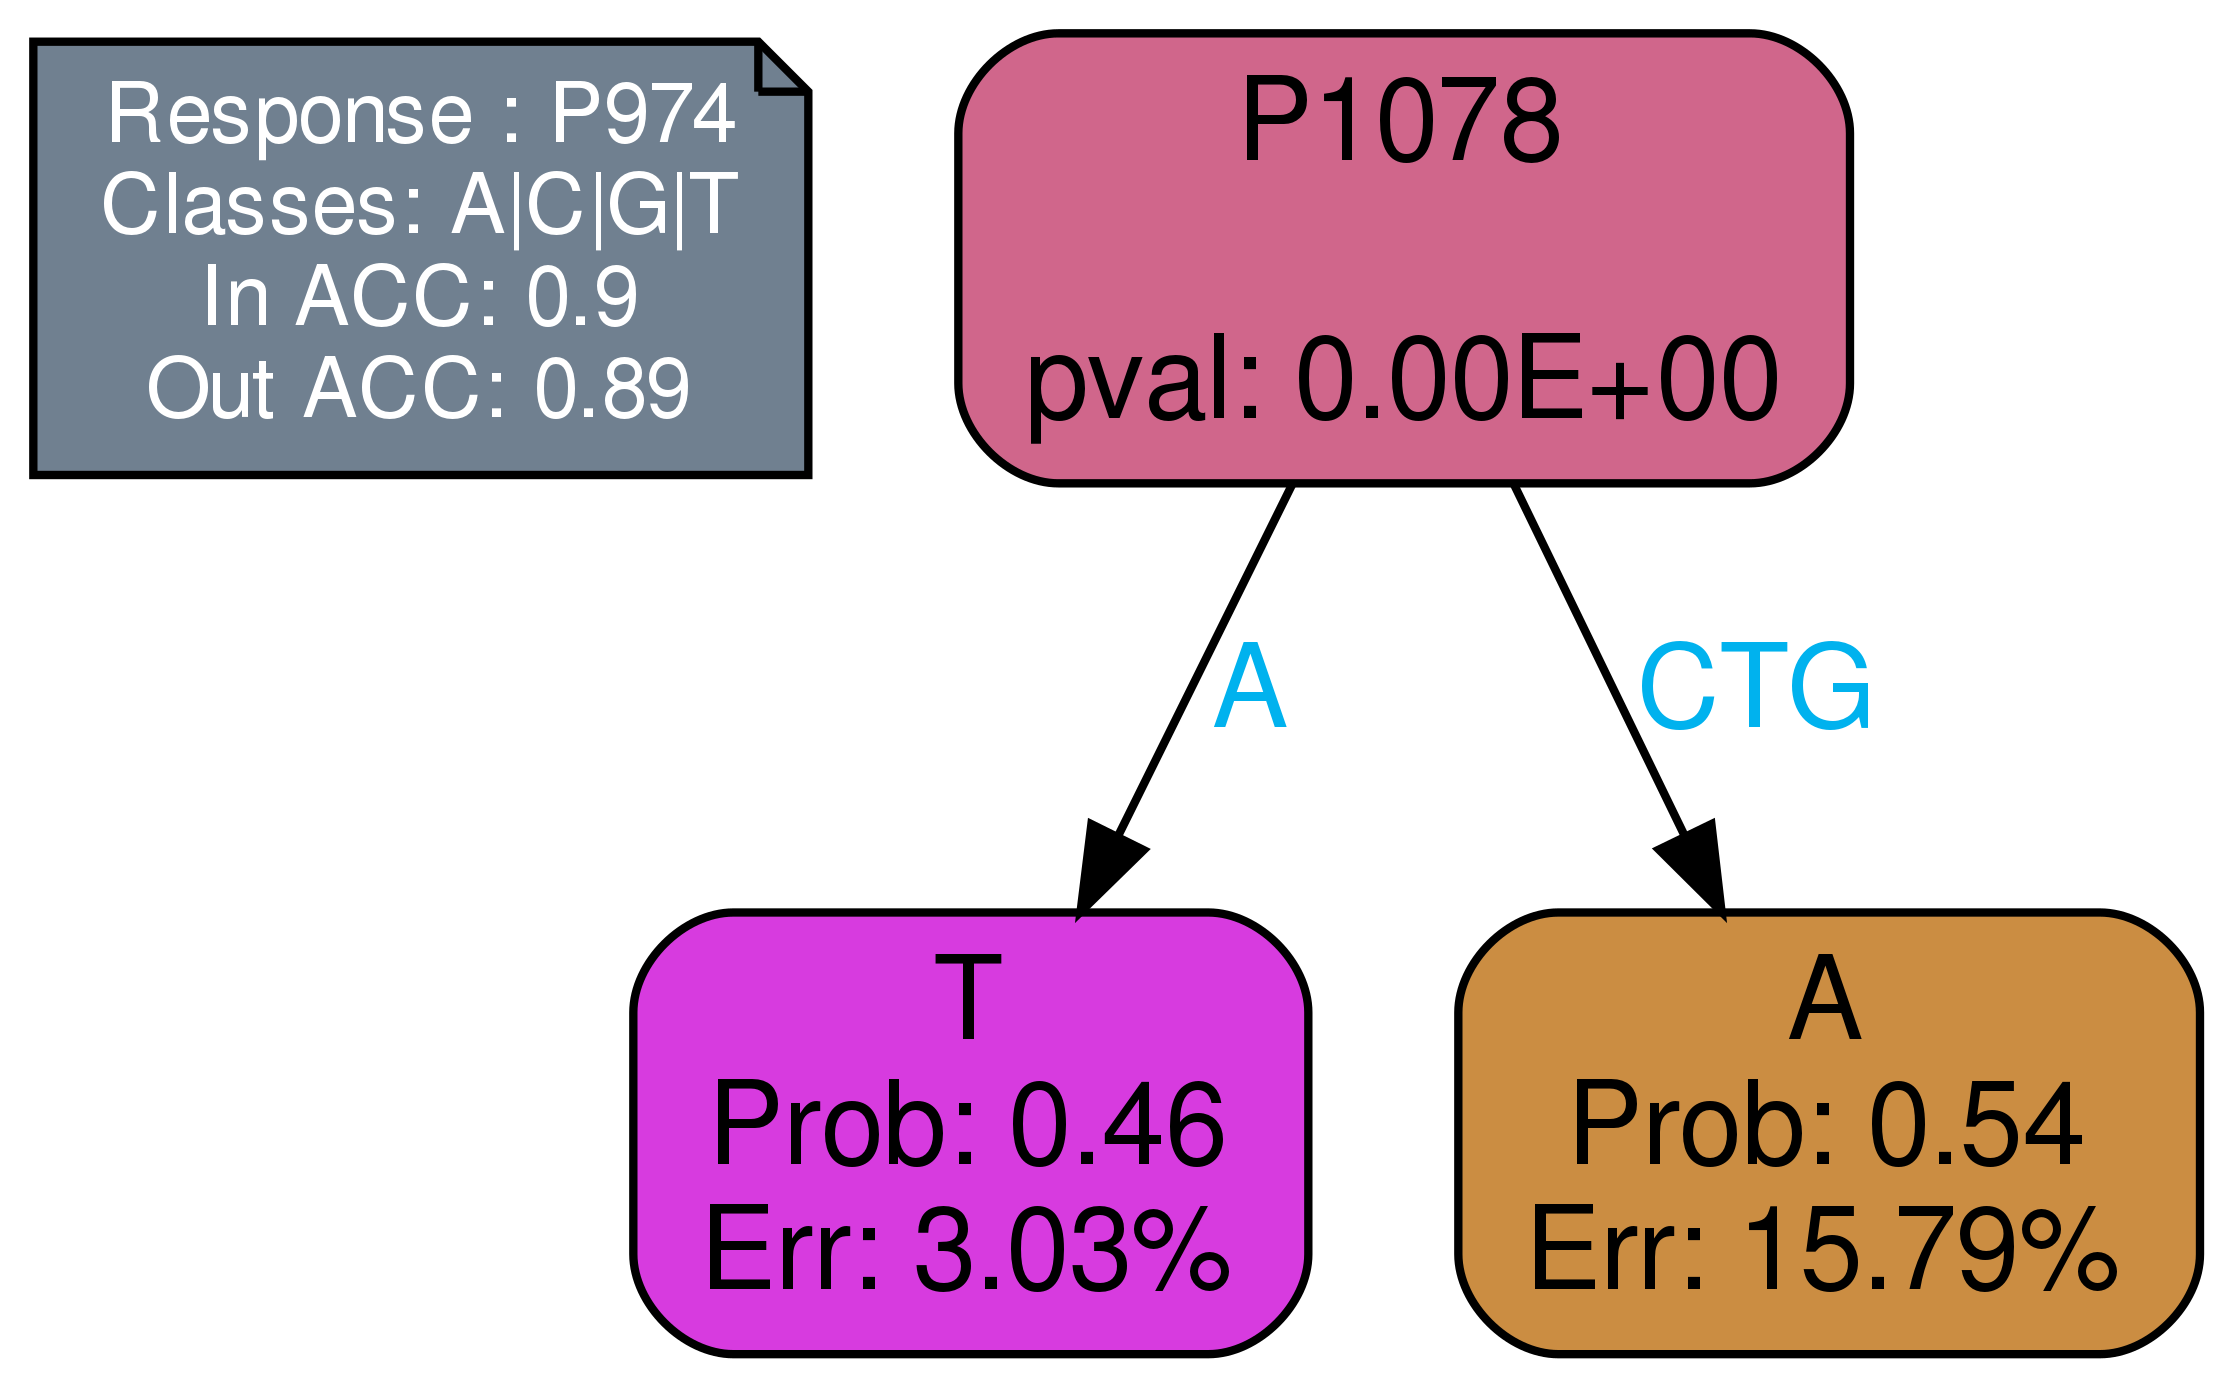 Response : P974
Classes: A|C|G|T
In ACC: 0.9
Out ACC: 0.89
P1078
pval: 0.00E+00
A
CTG
T
Prob: 0.46
Err: 3.03%
A
Prob: 0.54
Err: 15.79%